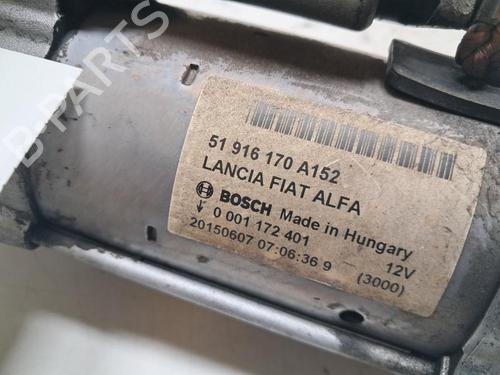 51 916 170 A152
LANCIA FIAT ALFA
BOSCH Made in Hungary
0 001 172 401 12V
20150607 07:06:36 9 (3000)
B-PARTS